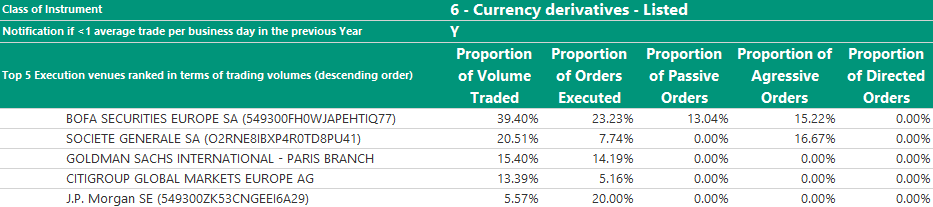 Class of Instrument 6 - Currency derivatives - Listed
Notification if <1 average trade per business day in the previous Year Y
Top 5 Execution venues ranked in terms of trading volumes (descending order) Proportion of Volume Traded Proportion of Orders Executed Proportion of Passive Orders Proportion of Agressive Orders Proportion of Directed Orders
BOFA SECURITIES EUROPE SA (549300FH0WJAPEHTIQ77) 39.40% 23.23% 13.04% 15.22% 0.00%
SOCIETE GENERALE SA (O2RNE8IBXP4R0TD8PU41) 20.51% 7.74% 0.00% 16.67% 0.00%
GOLDMAN SACHS INTERNATIONAL - PARIS BRANCH 15.40% 14.19% 0.00% 0.00% 0.00%
CITIGROUP GLOBAL MARKETS EUROPE AG 13.39% 5.16% 0.00% 0.00% 0.00%
J.P. Morgan SE (549300ZK53CNGEEI6A29) 5.57% 20.00% 0.00% 0.00% 0.00%